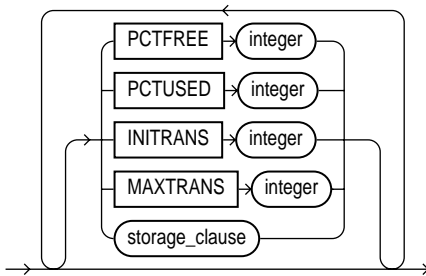 PCTFREE integer
PCTUSED integer
INITRANS integer
MAXTRANS integer
storage_clause